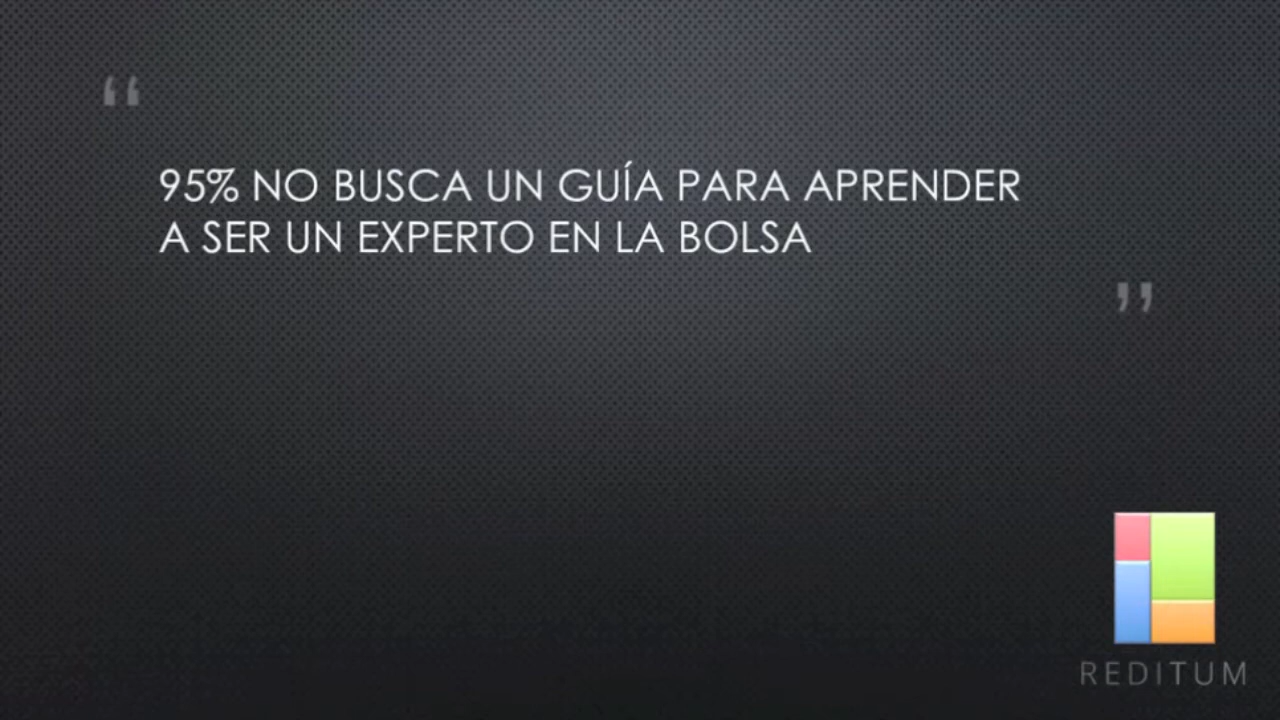 “
95% NO BUSCA UN GUÍA PARA APRENDER
A SER UN EXPERTO EN LA BOLSA
”
REDITUM